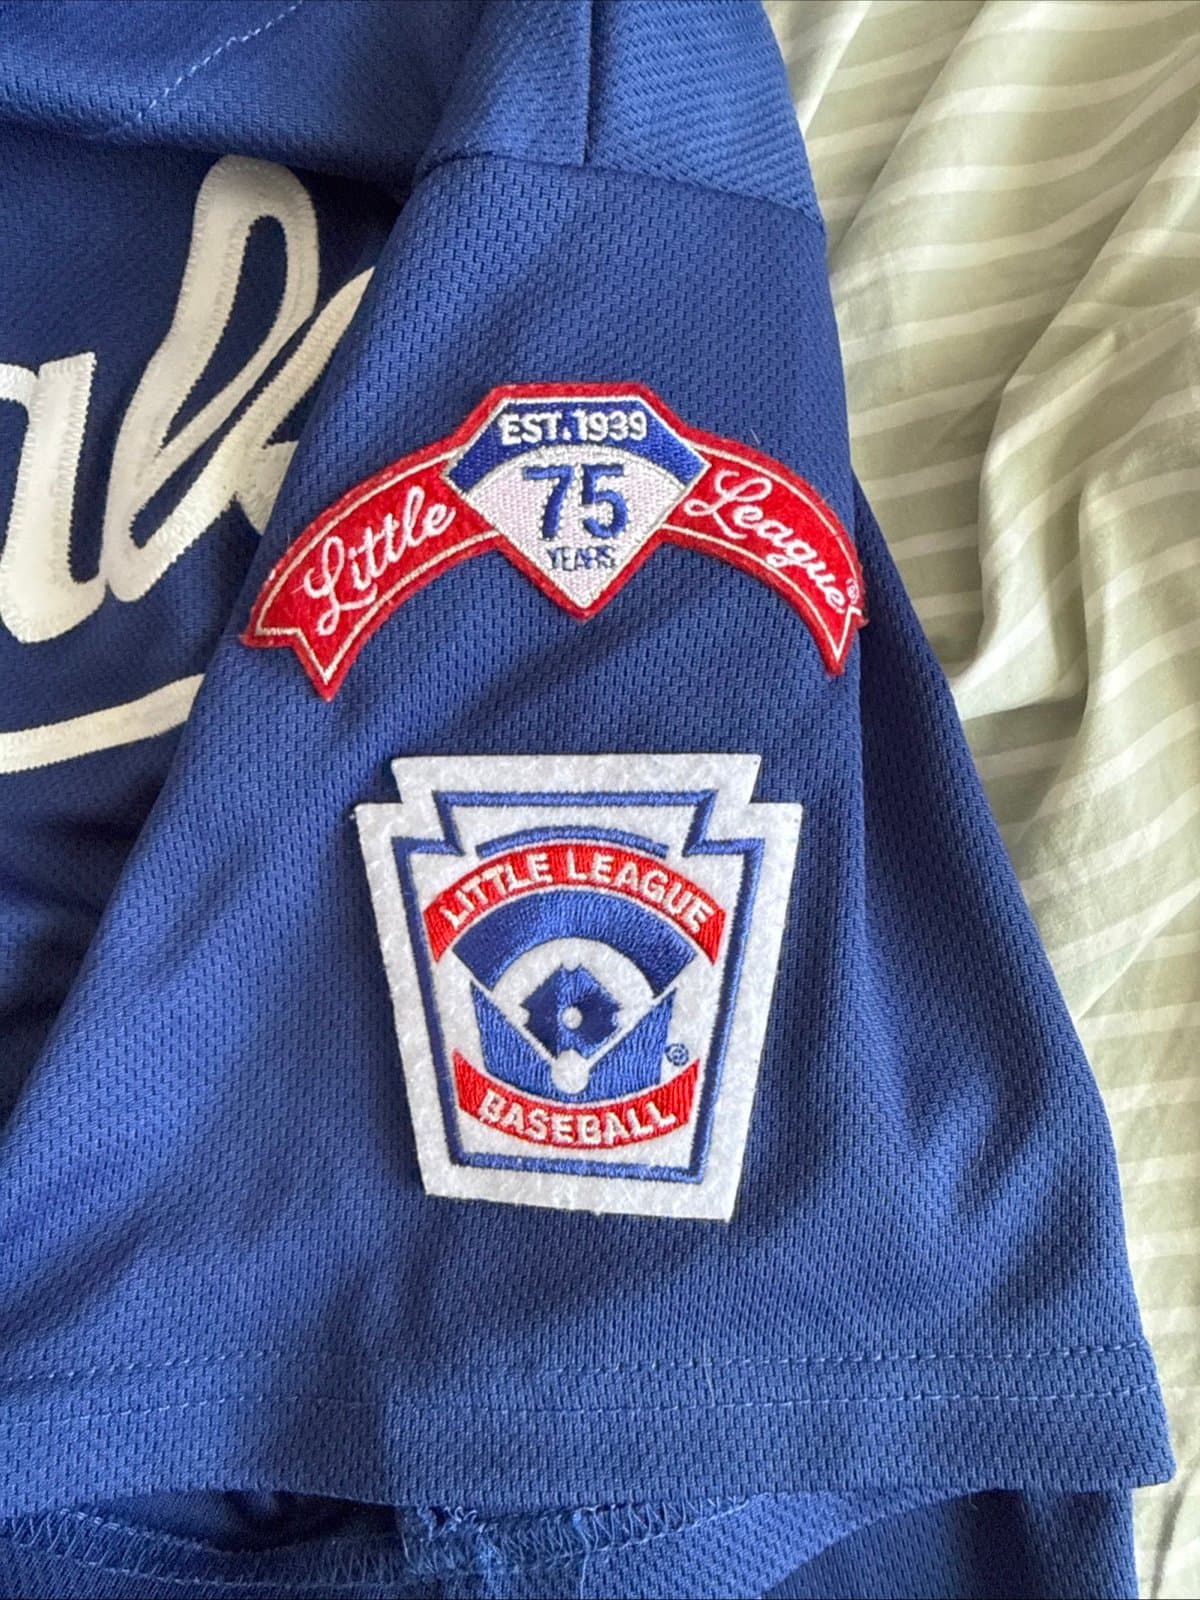 EST. 1939
75
YEARS
Little League®
LITTLE LEAGUE
®
BASEBALL